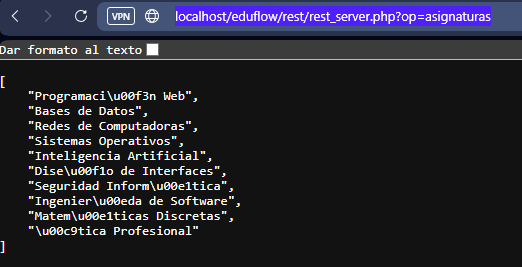 VPN localhost/eduflow/rest/rest_server.php?op=asignaturas
Dar formato al texto
[
    "Programaci\u00f3n Web",
    "Bases de Datos",
    "Redes de Computadoras",
    "Sistemas Operativos",
    "Inteligencia Artificial",
    "Dise\u00f1o de Interfaces",
    "Seguridad Inform\u00e1tica",
    "Ingenier\u00eda de Software",
    "Matem\u00e1ticas Discretas",
    "\u00c9tica Profesional"
]